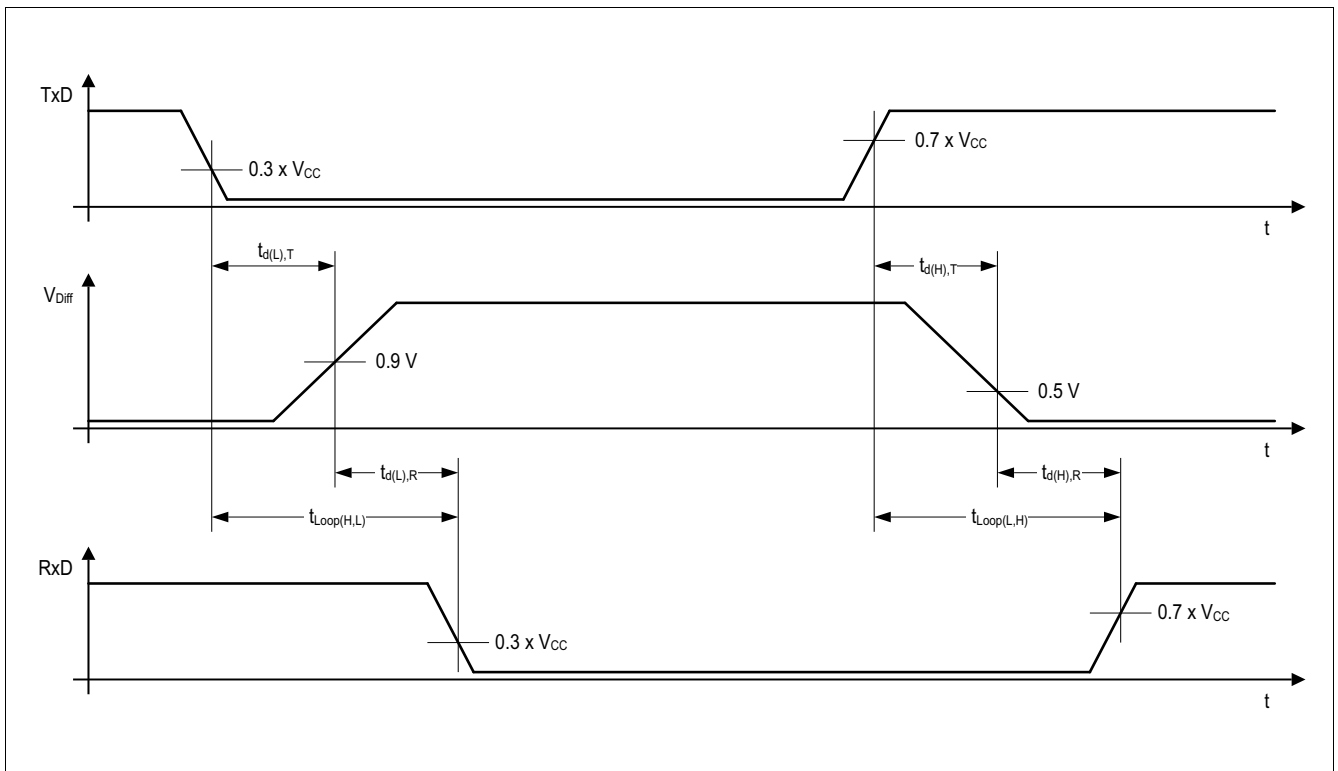 TxD
0.3 x VCC
0.7 x VCC
t
td(L),T
td(H),T
VDiff
0.9 V
0.5 V
t
td(L),R
td(H),R
tLoop(H,L)
tLoop(L,H)
RxD
0.3 x VCC
0.7 x VCC
t